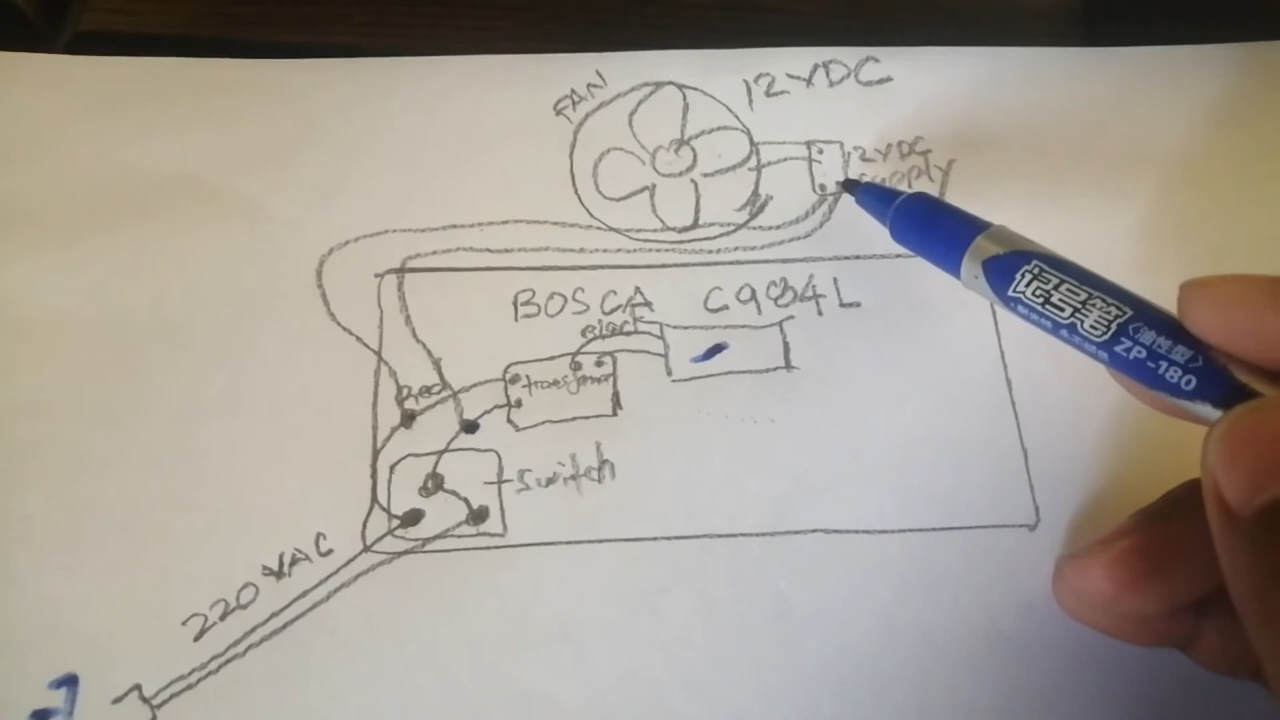 FAN
12VDC
12VDC
supply
BOSCA C984L
Black
transformer
Red
Switch
220VAC
记号笔
〈油性型〉
ZP-180